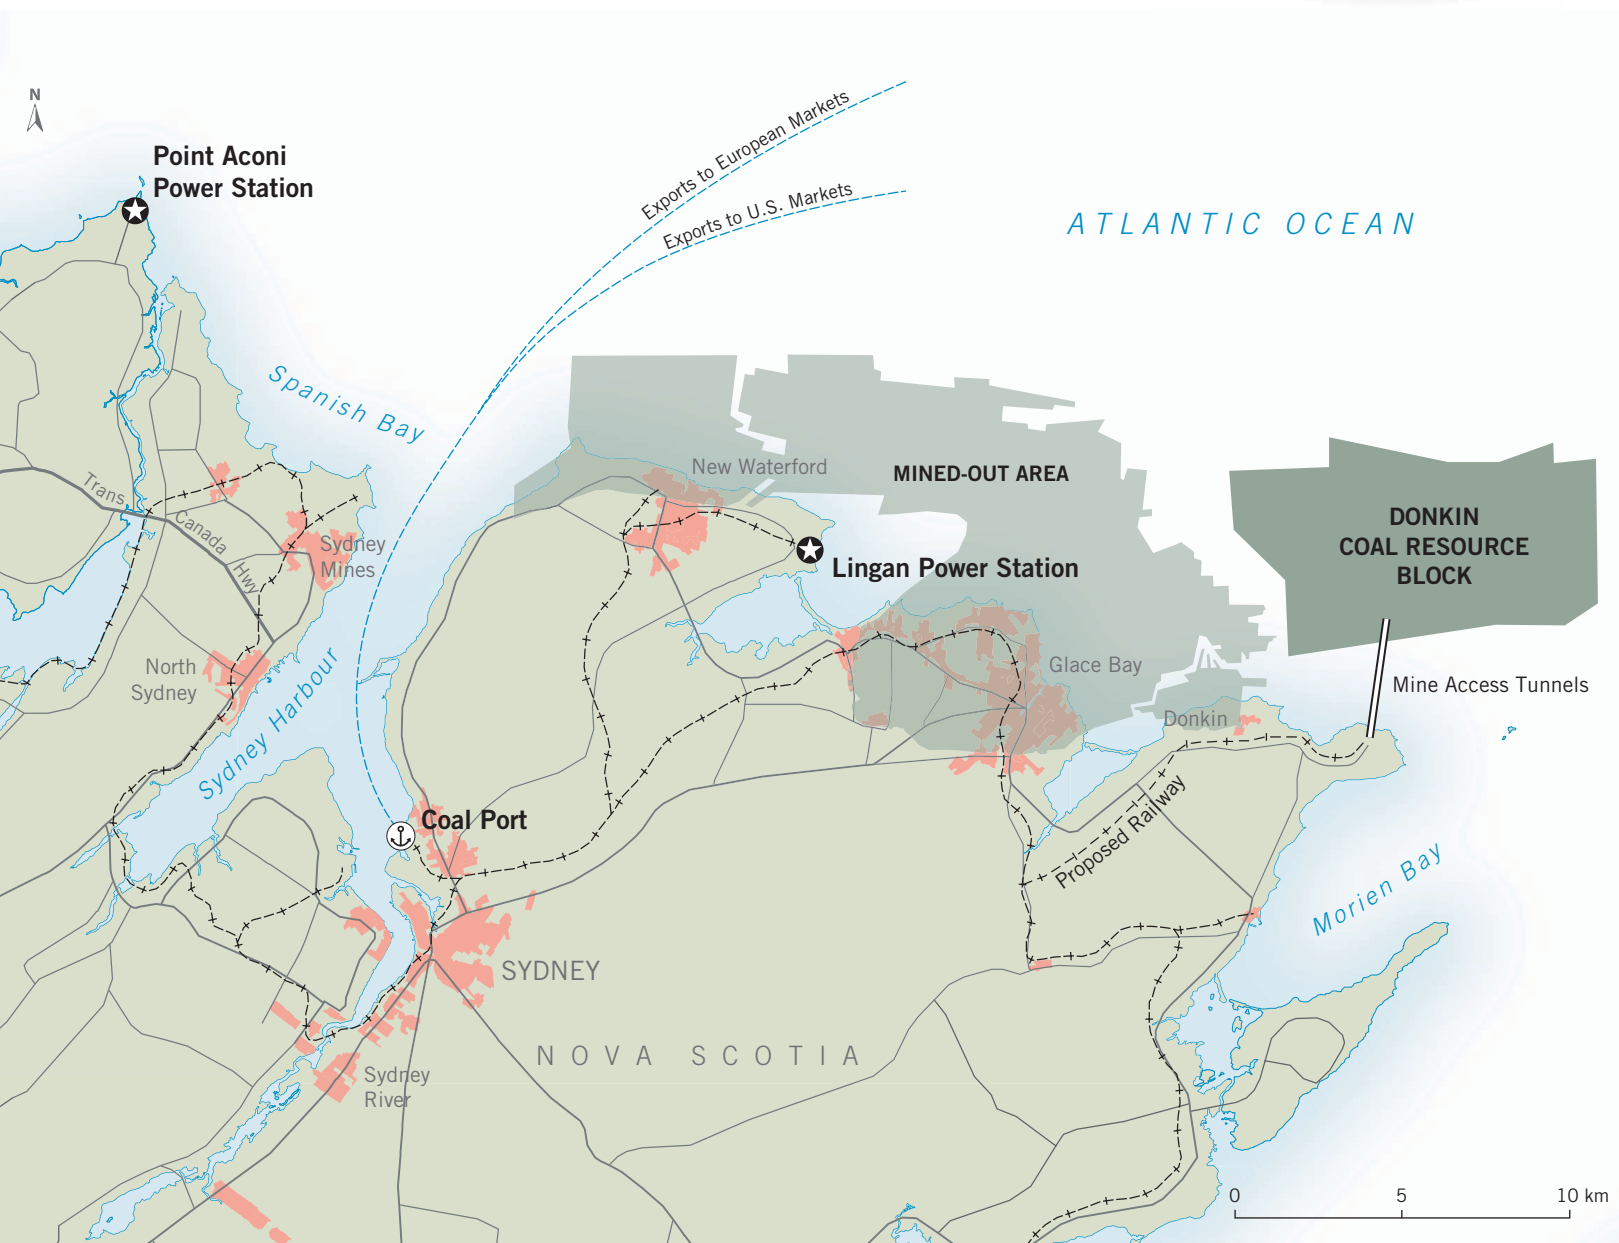 N
Point Aconi
Power Station
Exports to European Markets
Exports to U.S. Markets
ATLANTIC OCEAN
Spanish Bay
New Waterford
MINED-OUT AREA
DONKIN
COAL RESOURCE
BLOCK
Trans
Canada
Hwy
Sydney
Mines
Lingan Power Station
North
Sydney
Glace Bay
Mine Access Tunnels
Donkin
Sydney Harbour
Coal Port
Proposed Railway
Morien Bay
SYDNEY
NOVA SCOTIA
Sydney
River
0 5 10 km